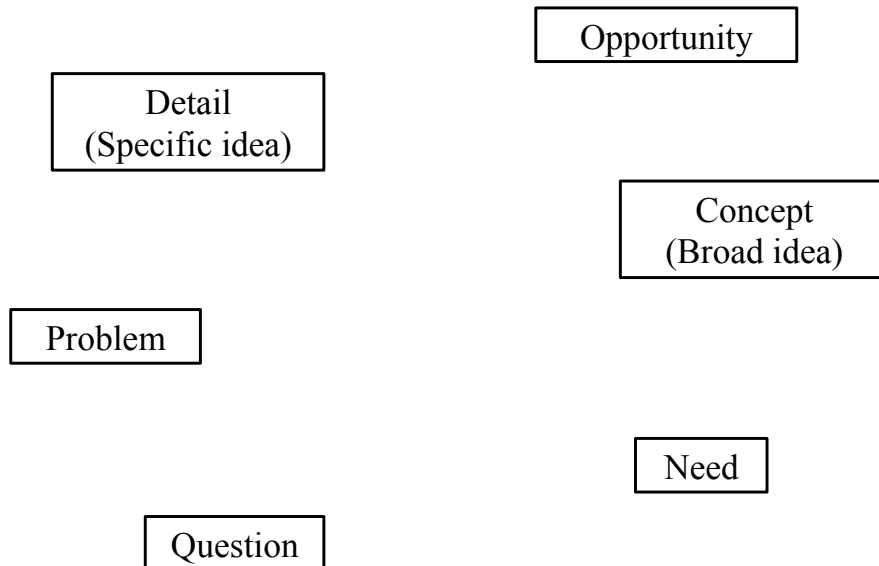 Opportunity
Detail
(Specific idea)
Concept
(Broad idea)
Problem
Need
Question